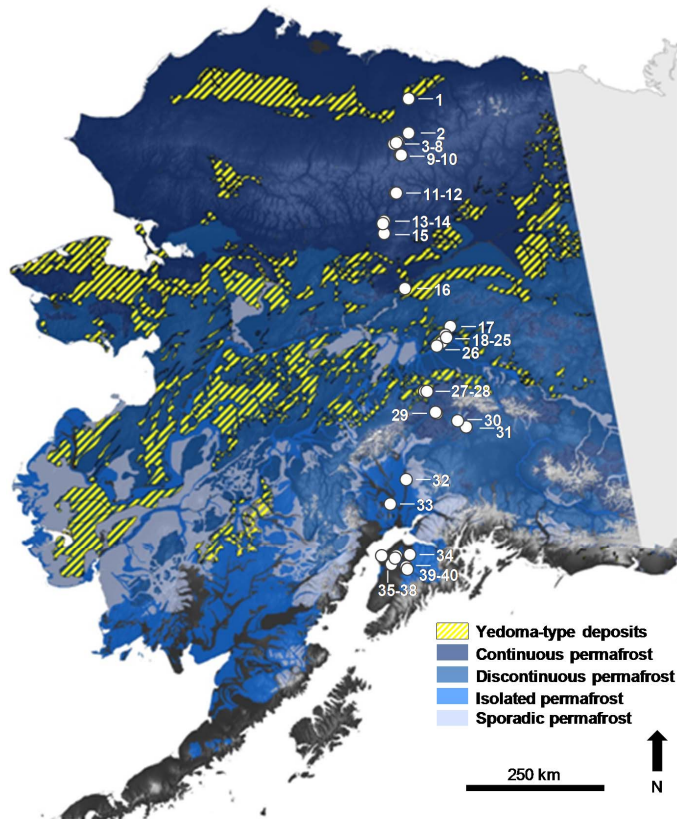 1
2
3-8
9-10
11-12
13-14
15
16
17
18-25
26
27-28
29
30
31
32
33
34
39-40
35-38
Yedoma-type deposits
Continuous permafrost
Discontinuous permafrost
Isolated permafrost
Sporadic permafrost
250 km
N